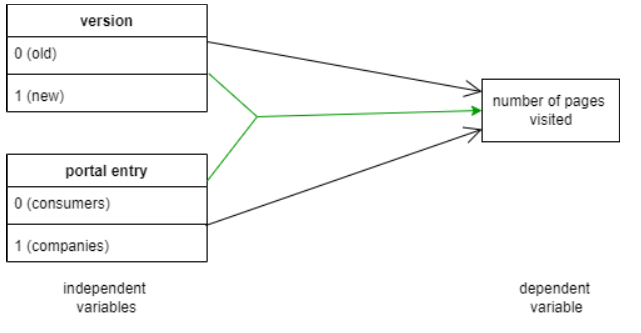 version
0 (old)
1 (new)
number of pages
visited
portal entry
0 (consumers)
1 (companies)
independent
variables
dependent
variable